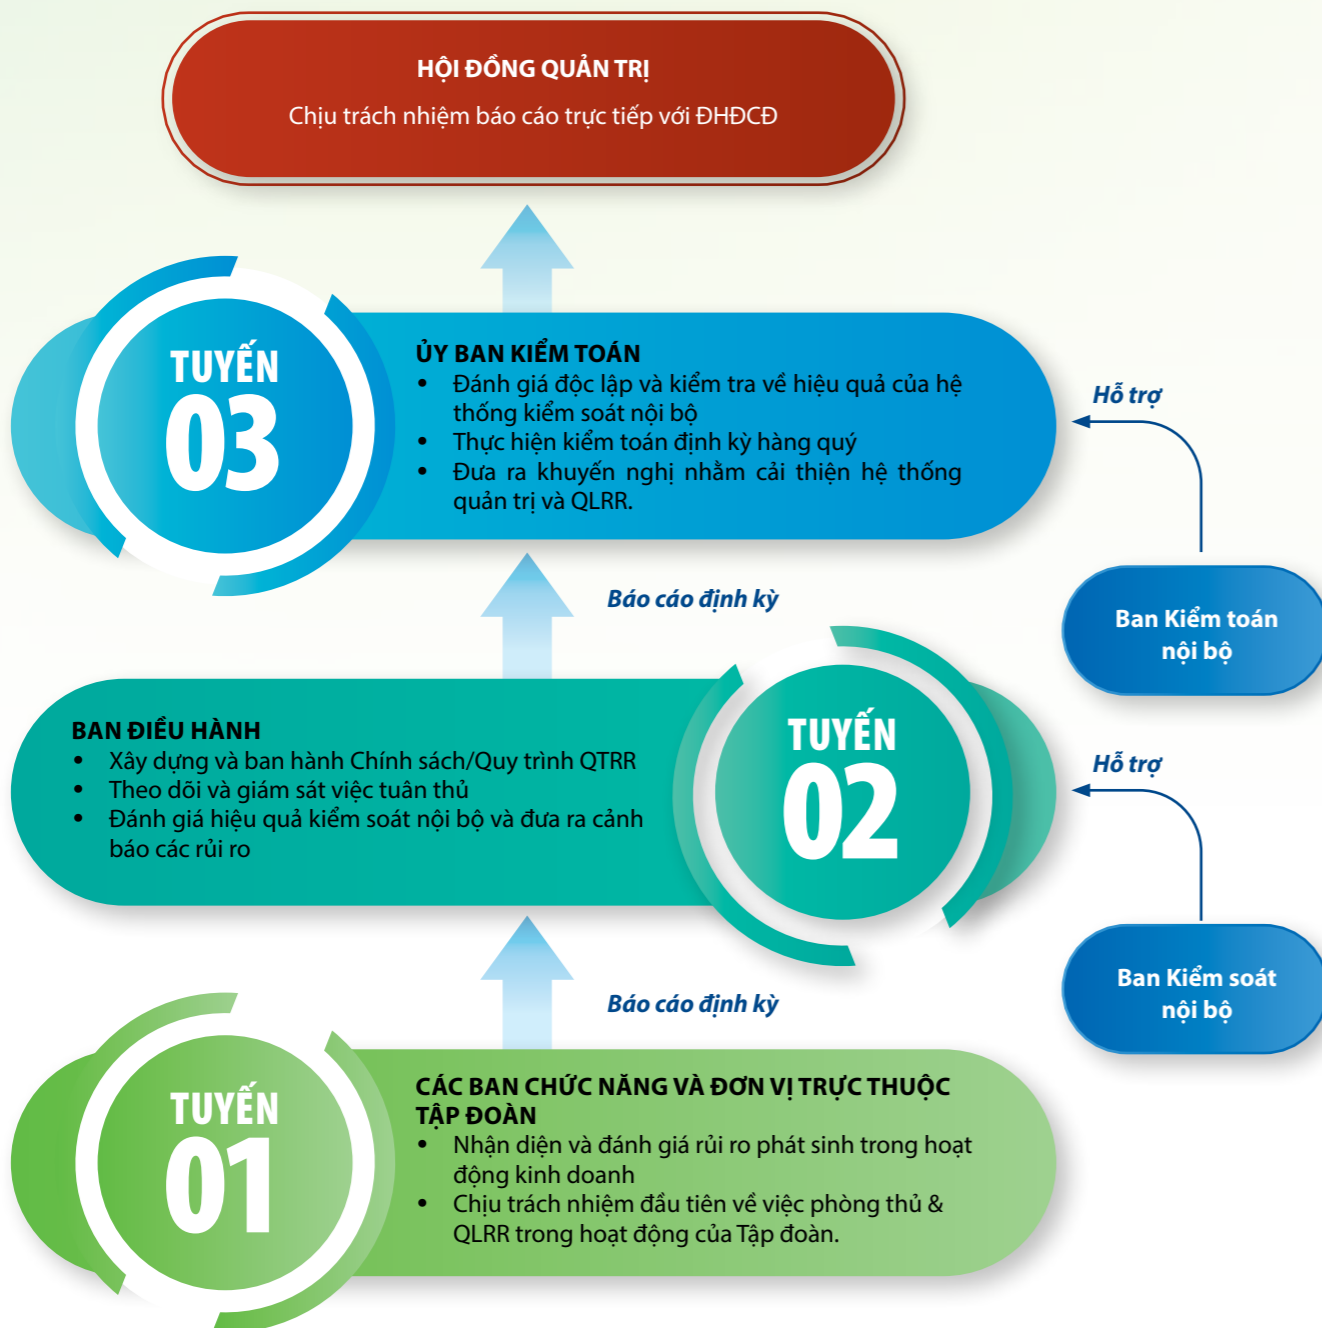 HỘI ĐỒNG QUẢN TRỊ
Chịu trách nhiệm báo cáo trực tiếp với ĐHĐCĐ
TUYẾN
03
ỦY BAN KIỂM TOÁN
• Đánh giá độc lập và kiểm tra về hiệu quả của hệ
thống kiểm soát nội bộ
• Thực hiện kiểm toán định kỳ hàng quý
• Đưa ra khuyến nghị nhằm cải thiện hệ thống
quản trị và QLRR.
Hỗ trợ
Ban Kiểm toán
nội bộ
Báo cáo định kỳ
BAN ĐIỀU HÀNH
• Xây dựng và ban hành Chính sách/Quy trình QTRR
• Theo dõi và giám sát việc tuân thủ
• Đánh giá hiệu quả kiểm soát nội bộ và đưa ra cảnh
báo các rủi ro
TUYẾN
02
Hỗ trợ
Ban Kiểm soát
nội bộ
Báo cáo định kỳ
TUYẾN
01
CÁC BAN CHỨC NĂNG VÀ ĐƠN VỊ TRỰC THUỘC
TẬP ĐOÀN
• Nhận diện và đánh giá rủi ro phát sinh trong hoạt
động kinh doanh
• Chịu trách nhiệm đầu tiên về việc phòng thủ &
QLRR trong hoạt động của Tập đoàn.